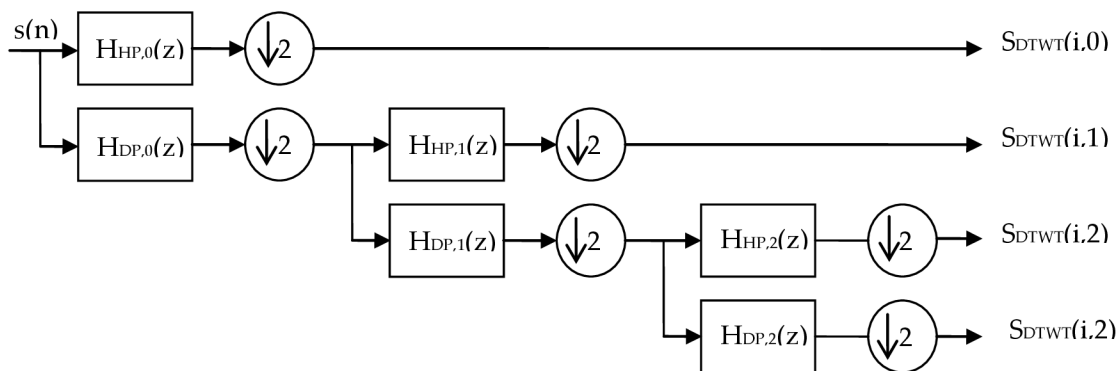 s(n)
HHP,0(z)
2
SDTWT(i,0)
HDP,0(z)
2
HHP,1(z)
2
SDTWT(i,1)
HDP,1(z)
2
HHP,2(z)
2
SDTWT(i,2)
HDP,2(z)
2
SDTWT(i,2)